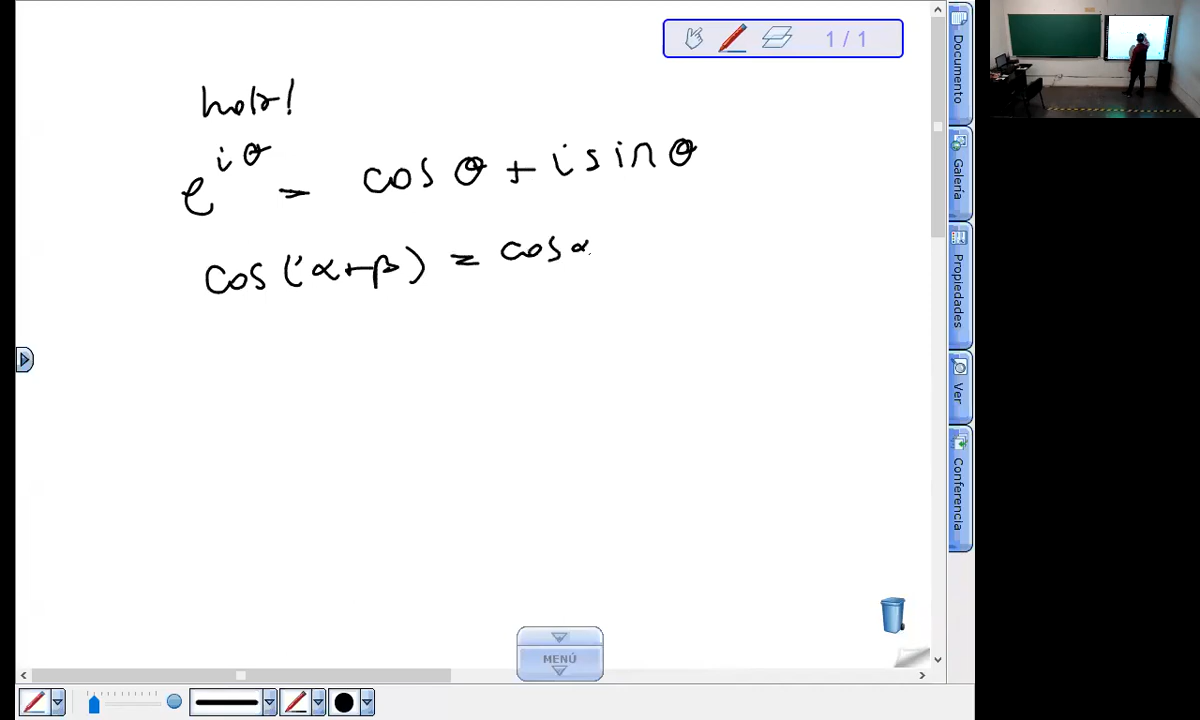 1 / 1
hola!
e^{iθ} = cos θ + i sin θ
cos (α+β) = cos α
Documento
Galería
Propiedades
Ver
Conferencia
MENÚ